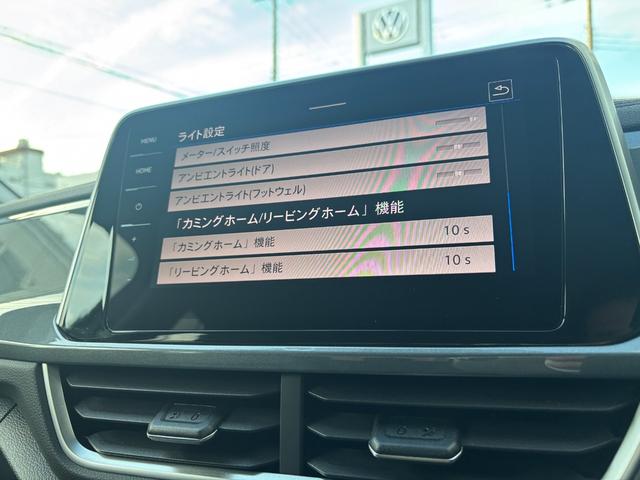 MENU
ライト設定
メーター/スイッチ照度
HOME
アンビエントライト(ドア)
アンビエントライト(フットウェル)
「カミングホーム/リービングホーム」機能
「カミングホーム」機能 10 s
「リービングホーム」機能 10 s